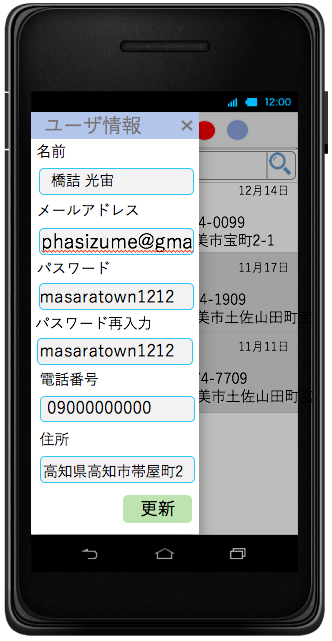 12:00
ユーザ情報 ×
名前
橋詰 光宙
メールアドレス
phasizume@gma
パスワード
masaratown1212
パスワード再入力
masaratown1212
電話番号
09000000000
住所
高知県高知市帯屋町2
更新
12月14日
4-0099
美市宝町2-1
11月17日
4-1909
美市土佐山田町宮
11月11日
74-7709
美市土佐山田町